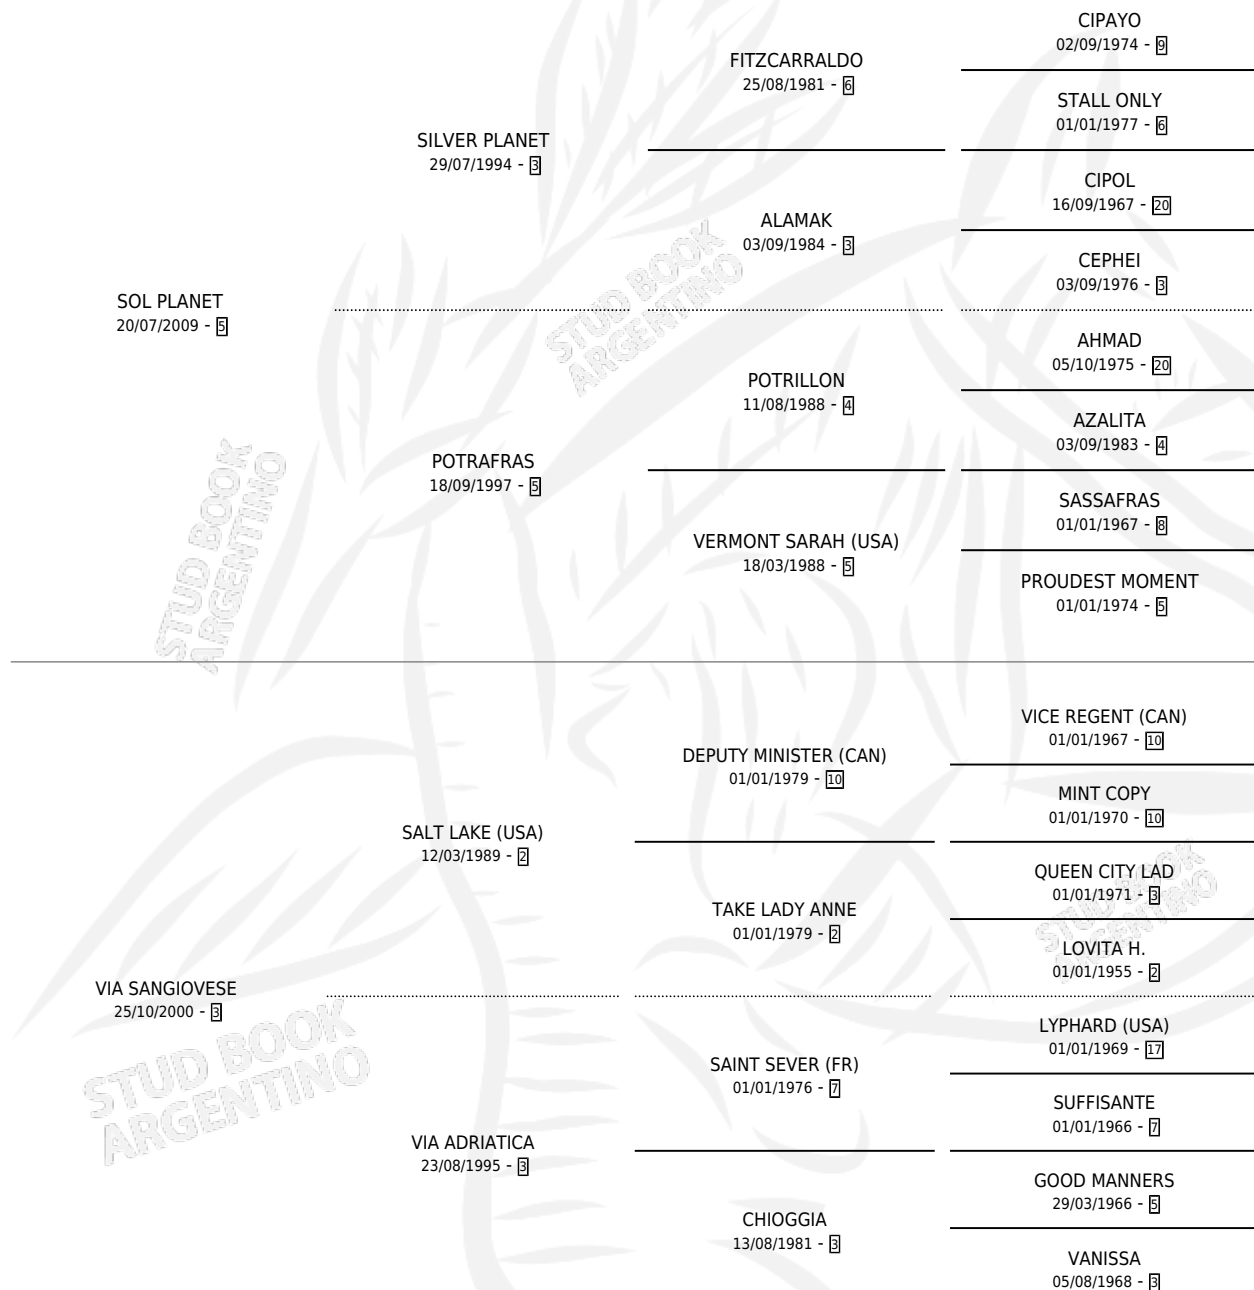 CIPAYO
02/09/1974 - 9
FITZCARRALDO
25/08/1981 - 6
STALL ONLY
01/01/1977 - 6
SILVER PLANET
29/07/1994 - 3
CIPOL
16/09/1967 - 20
ALAMAK
03/09/1984 - 3
CEPHEI
03/09/1976 - 3
SOL PLANET
20/07/2009 - 5
AHMAD
05/10/1975 - 20
POTRILLON
11/08/1988 - 4
AZALITA
03/09/1983 - 4
POTRAFRAS
18/09/1997 - 5
SASSAFRAS
01/01/1967 - 8
VERMONT SARAH (USA)
18/03/1988 - 5
PROUDEST MOMENT
01/01/1974 - 5
VICE REGENT (CAN)
01/01/1967 - 10
DEPUTY MINISTER (CAN)
01/01/1979 - 10
MINT COPY
01/01/1970 - 10
SALT LAKE (USA)
12/03/1989 - 2
QUEEN CITY LAD
01/01/1971 - 3
TAKE LADY ANNE
01/01/1979 - 2
LOVITA H.
01/01/1955 - 2
VIA SANGIOVESE
25/10/2000 - 3
LYPHARD (USA)
01/01/1969 - 17
SAINT SEVER (FR)
01/01/1976 - 7
SUFFISANTE
01/01/1966 - 7
VIA ADRIATICA
23/08/1995 - 3
GOOD MANNERS
29/03/1966 - 5
CHIOGGIA
13/08/1981 - 3
VANISSA
05/08/1968 - 3
STUD BOOK
ARGENTINO
STUD BOOK
ARGENTINO
STUD BOOK
ARGENTINO
STUD BOOK
ARGENTINO